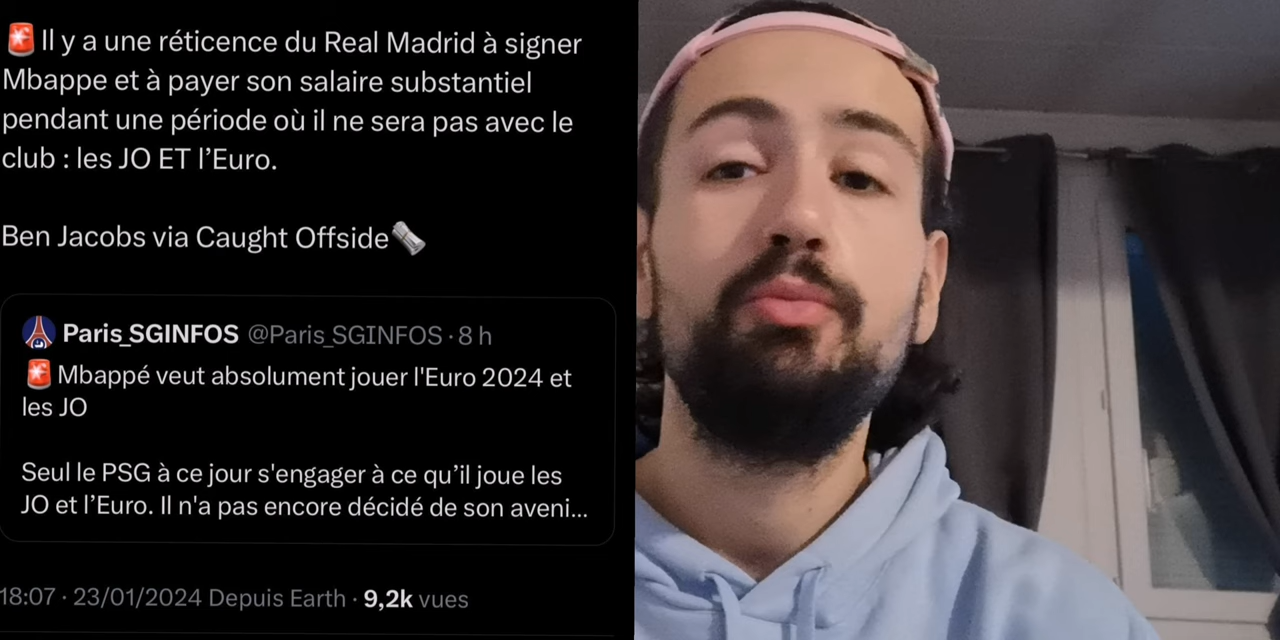 🚨Il y a une réticence du Real Madrid à signer
Mbappe et à payer son salaire substantiel
pendant une période où il ne sera pas avec le
club : les JO ET l’Euro.
Ben Jacobs via Caught Offside🗞️
Paris_SGINFOS @Paris_SGINFOS · 8 h
🚨Mbappé veut absolument jouer l'Euro 2024 et
les JO
Seul le PSG à ce jour s'engager à ce qu’il joue les
JO et l’Euro. Il n'a pas encore décidé de son aveni...
18:07 · 23/01/2024 Depuis Earth · 9,2k vues